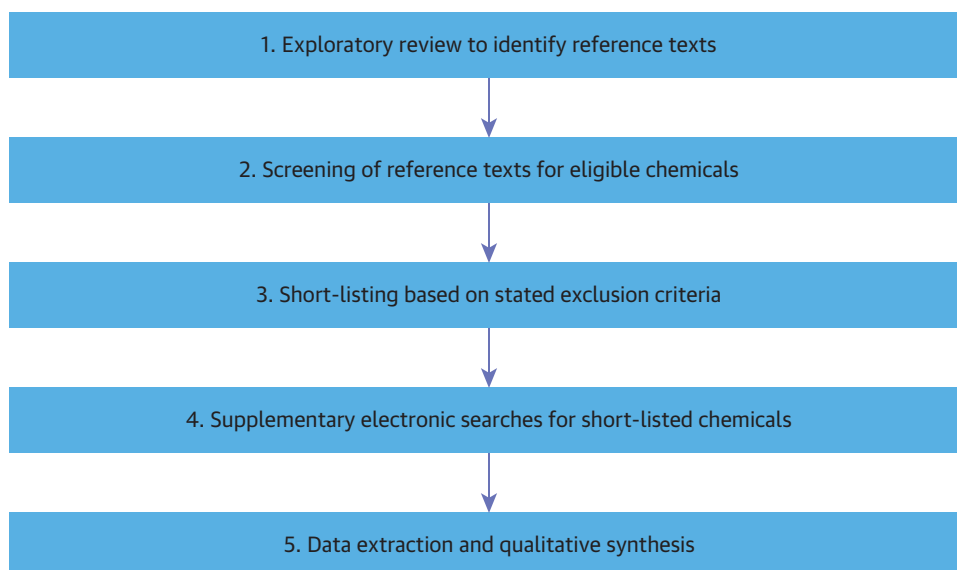 1. Exploratory review to identify reference texts
2. Screening of reference texts for eligible chemicals
3. Short-listing based on stated exclusion criteria
4. Supplementary electronic searches for short-listed chemicals
5. Data extraction and qualitative synthesis